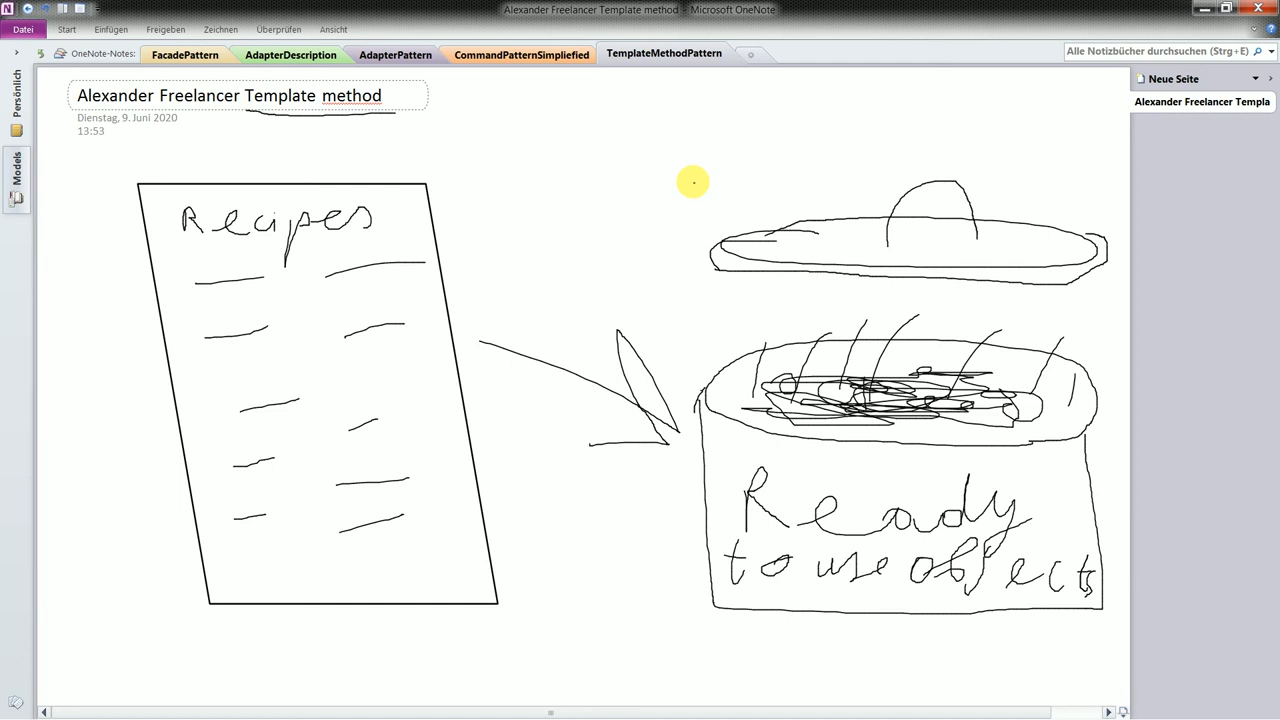 Alexander Freelancer Template method – Microsoft OneNote
Datei Start Einfügen Freigeben Zeichnen Überprüfen Ansicht
OneNote-Notes: FacadePattern AdapterDescription AdapterPattern CommandPatternSimpliefied TemplateMethodPattern
Alle Notizbücher durchsuchen (Strg+E)
Persönlich
Models
Neue Seite
Alexander Freelancer Templa
Alexander Freelancer Template method
Dienstag, 9. Juni 2020
13:53
Recipes
Ready
to use objects